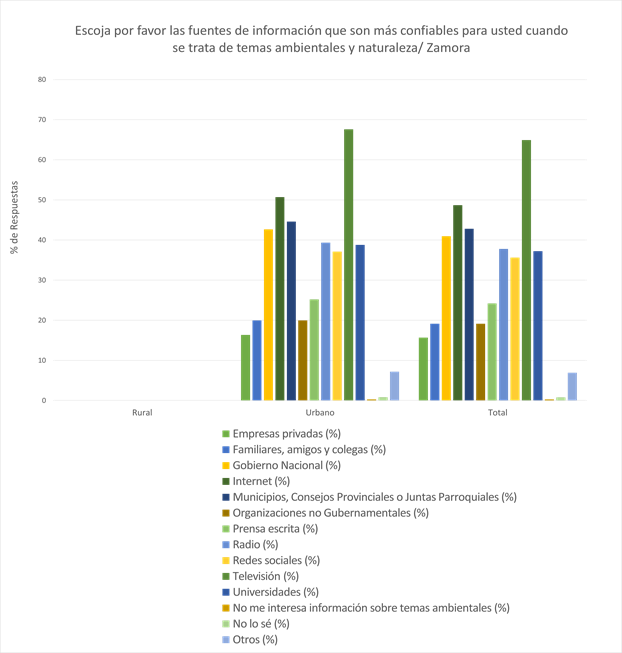 Escoja por favor las fuentes de información que son más confiables para usted cuando
se trata de temas ambientales y naturaleza/ Zamora
80
70
60
50
40
30
20
10
0
% de Respuestas
Rural Urbano Total
Empresas privadas (%)
Familiares, amigos y colegas (%)
Gobierno Nacional (%)
Internet (%)
Municipios, Consejos Provinciales o Juntas Parroquiales (%)
Organizaciones no Gubernamentales (%)
Prensa escrita (%)
Radio (%)
Redes sociales (%)
Televisión (%)
Universidades (%)
No me interesa información sobre temas ambientales (%)
No lo sé (%)
Otros (%)